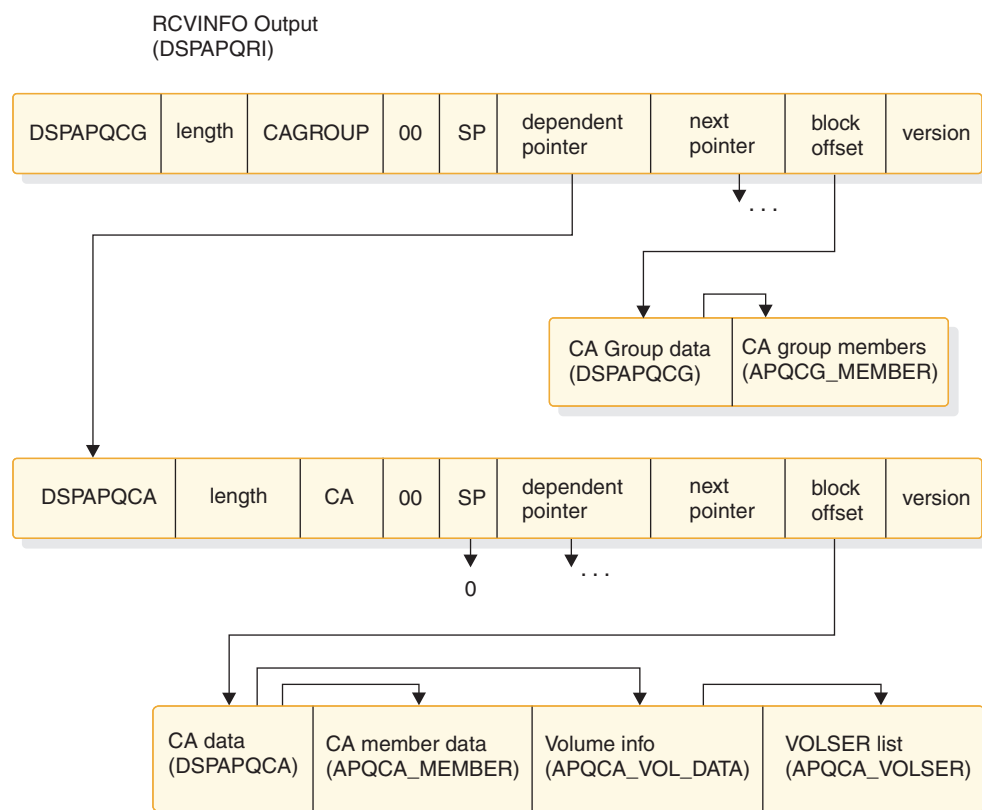 RCVINFO Output
(DSPAPQRI)
DSPAPQCG length CAGROUP 00 SP dependent pointer next pointer block offset version
. . .
CA Group data
(DSPAPQCG)
CA group members
(APQCG_MEMBER)
DSPAPQCA length CA 00 SP dependent pointer next pointer block offset version
0
. . .
CA data
(DSPAPQCA)
CA member data
(APQCA_MEMBER)
Volume info
(APQCA_VOL_DATA)
VOLSER list
(APQCA_VOLSER)